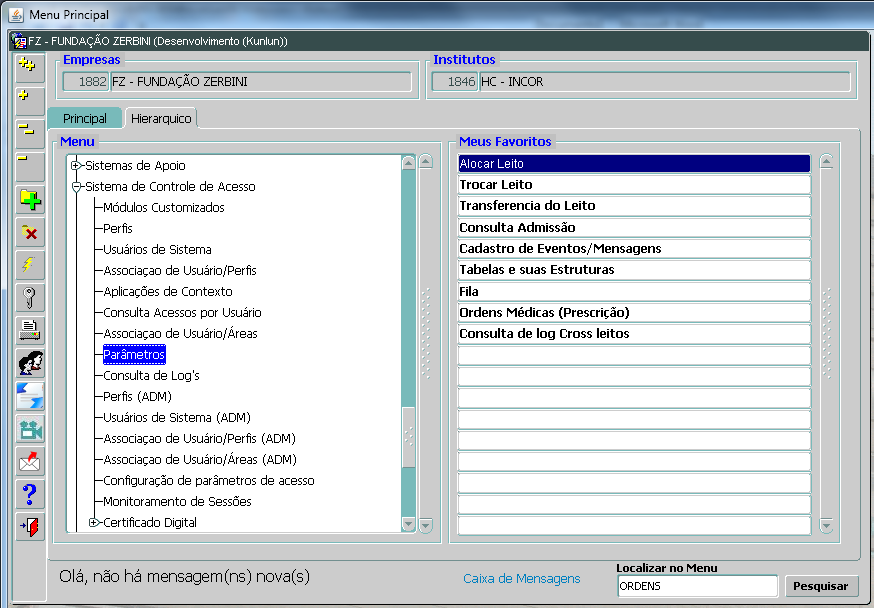 Menu Principal
FZ - FUNDAÇÃO ZERBINI (Desenvolvimento (Kunlun))
Empresas
1882 FZ - FUNDAÇÃO ZERBINI
Institutos
1846 HC - INCOR
Principal
Hierarquico
Menu
Sistemas de Apoio
Sistema de Controle de Acesso
Módulos Customizados
Perfis
Usuários de Sistema
Associaçao de Usuário/Perfis
Aplicações de Contexto
Consulta Acessos por Usuário
Associaçao de Usuário/Áreas
Parâmetros
Consulta de Log's
Perfis (ADM)
Usuários de Sistema (ADM)
Associaçao de Usuário/Perfis (ADM)
Associaçao de Usuário/Áreas (ADM)
Configuração de parâmetros de acesso
Monitoramento de Sessões
Certificado Digital
Meus Favoritos
Alocar Leito
Trocar Leito
Transferencia do Leito
Consulta Admissão
Cadastro de Eventos/Mensagens
Tabelas e suas Estruturas
Fila
Ordens Médicas (Prescrição)
Consulta de log Cross leitos
Olá, não há mensagem(ns) nova(s)
Caixa de Mensagens
Localizar no Menu
ORDENS
Pesquisar